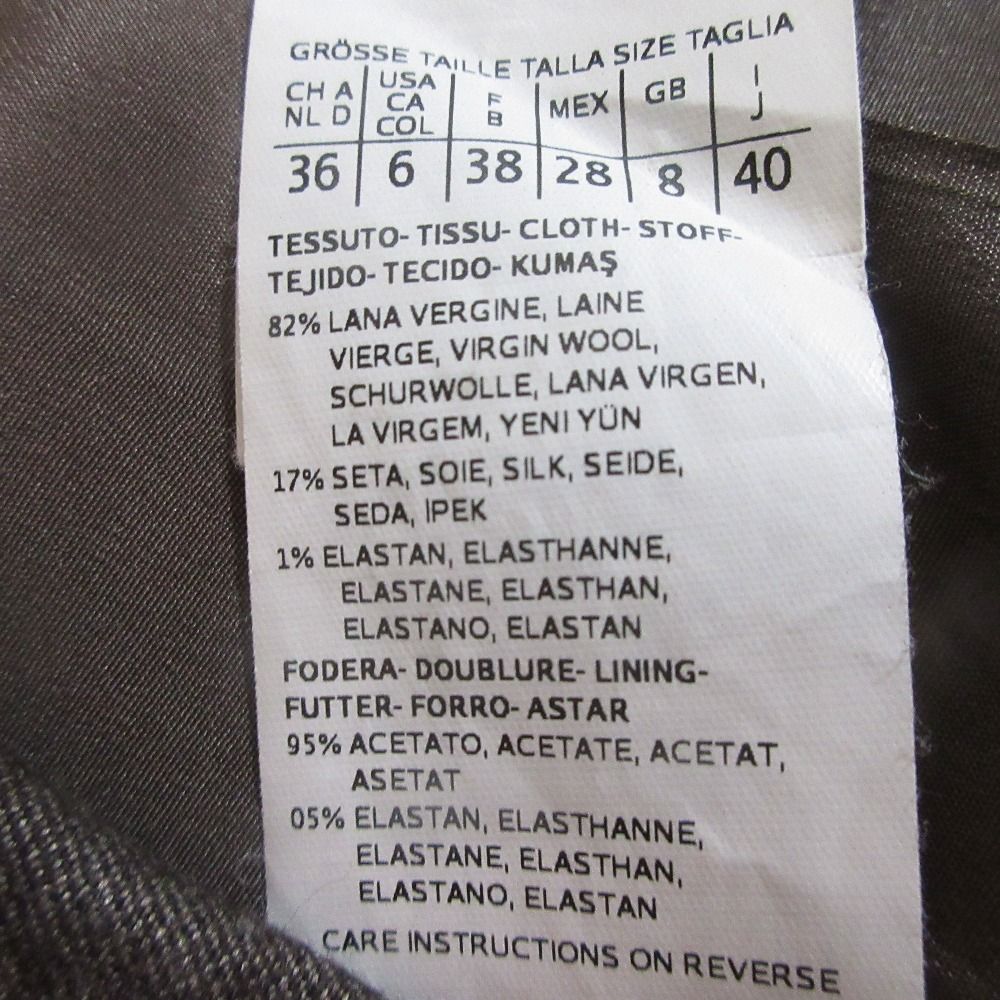 GRÖSSE TAILLE TALLA SIZE TAGLIA
CH A NL D | USA CA COL | F B | MEX | GB | I J
36 | 6 | 38 | 28 | 8 | 40
TESSUTO- TISSU- CLOTH- STOFF-
TEJIDO- TECIDO- KUMAŞ
82% LANA VERGINE, LAINE
VIERGE, VIRGIN WOOL,
SCHURWOLLE, LANA VIRGEN,
LA VIRGEM, YENI YÜN
17% SETA, SOIE, SILK, SEIDE,
SEDA, IPEK
1% ELASTAN, ELASTHANNE,
ELASTANE, ELASTHAN,
ELASTANO, ELASTAN
FODERA- DOUBLURE- LINING-
FUTTER- FORRO- ASTAR
95% ACETATO, ACETATE, ACETAT,
ASETAT
05% ELASTAN, ELASTHANNE,
ELASTANE, ELASTHAN,
ELASTANO, ELASTAN
CARE INSTRUCTIONS ON REVERSE